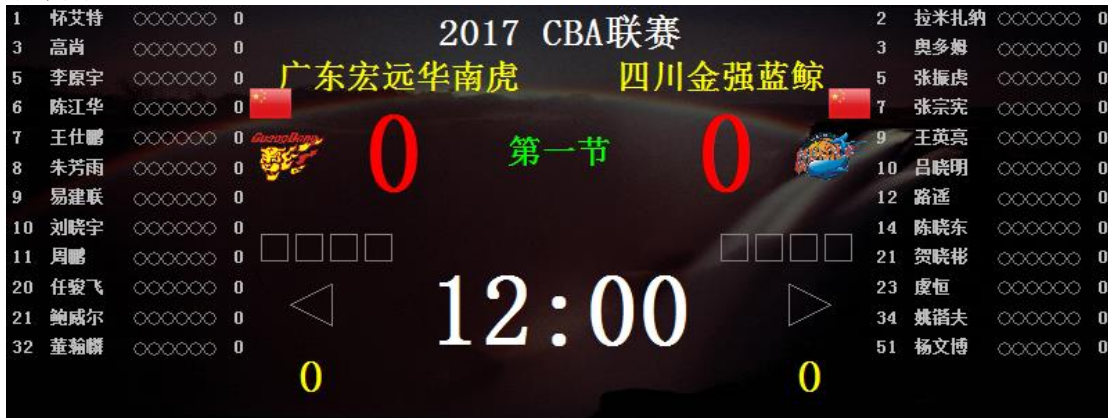 2017 CBA联赛
广东宏远华南虎
四川金强蓝鲸
0
第一节
0
12:00
0
0
1 怀艾特 0
3 高尚 0
5 李原宇 0
6 陈江华 0
7 王仕鹏 0
8 朱芳雨 0
9 易建联 0
10 刘晓宇 0
11 周鹏 0
20 任骏飞 0
21 鲍威尔 0
32 董瀚麟 0
2 拉米扎纳 0
3 奥多姆 0
5 张振虎 0
7 张宗宪 0
9 王英亮 0
10 吕晓明 0
12 路遥 0
14 陈晓东 0
21 贺晓彬 0
23 虞恒 0
34 姚锴夫 0
51 杨文博 0